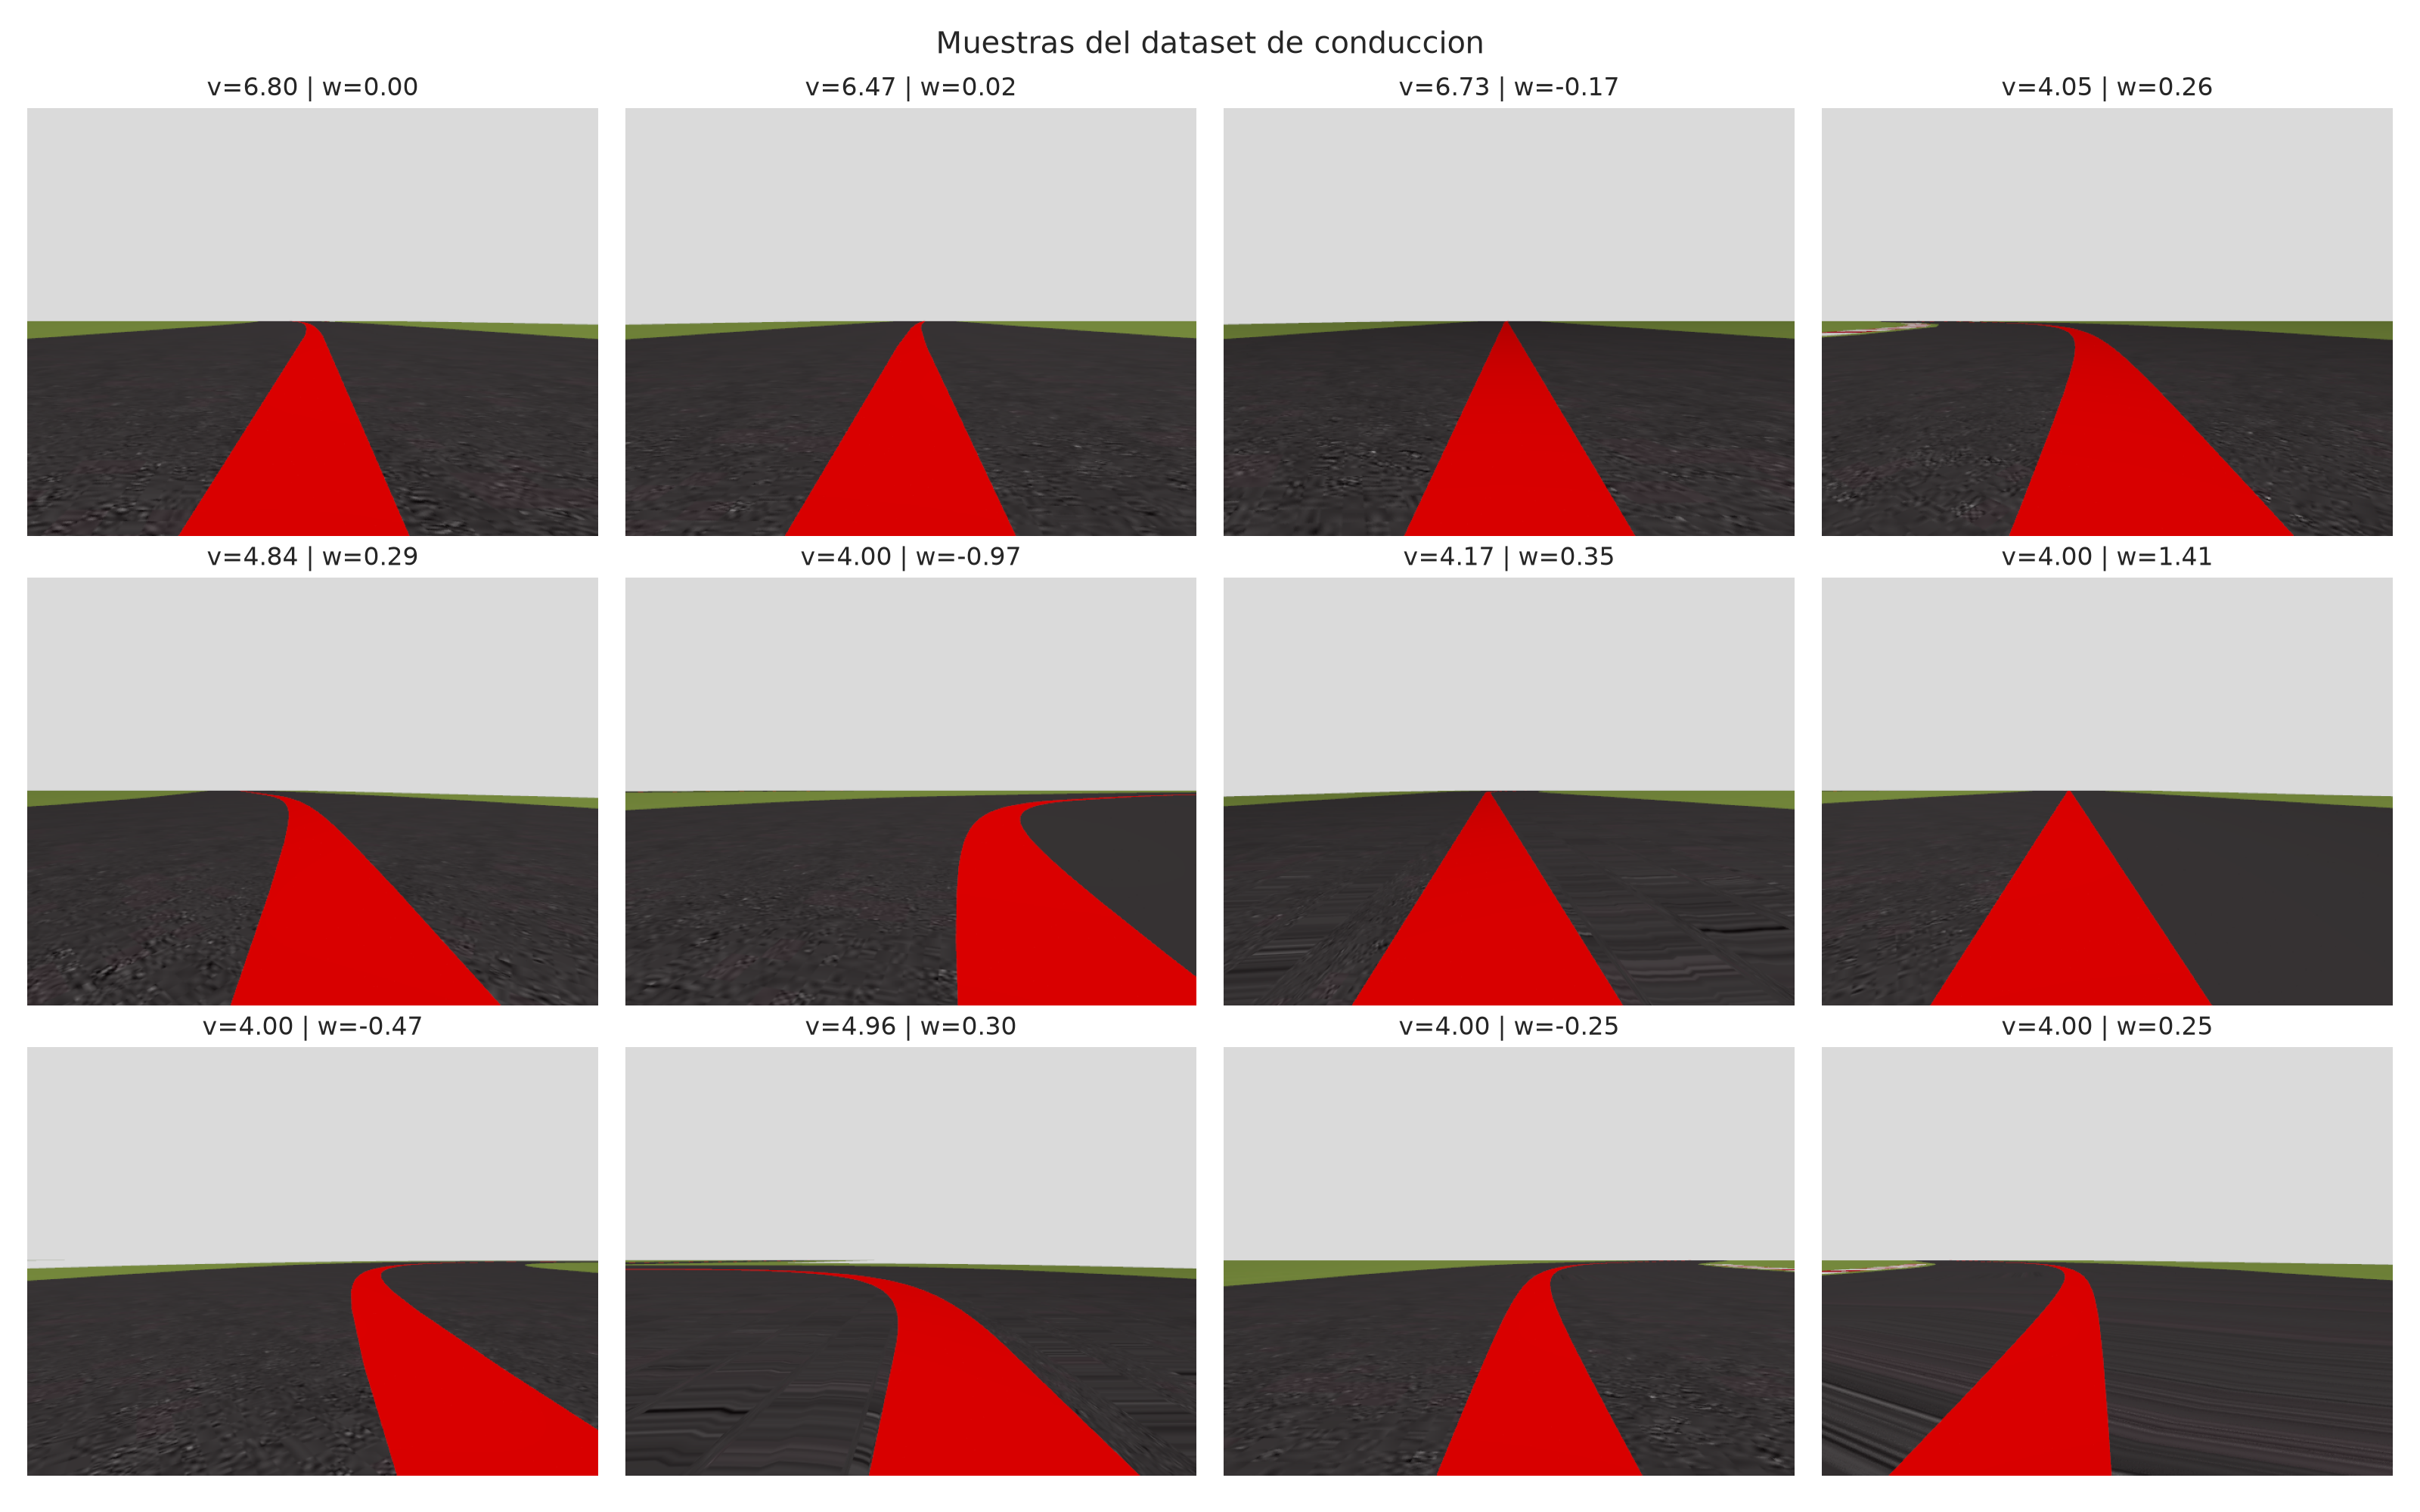 Muestras del dataset de conduccion
v=6.80 | w=0.00
v=6.47 | w=0.02
v=6.73 | w=-0.17
v=4.05 | w=0.26
v=4.84 | w=0.29
v=4.00 | w=-0.97
v=4.17 | w=0.35
v=4.00 | w=1.41
v=4.00 | w=-0.47
v=4.96 | w=0.30
v=4.00 | w=-0.25
v=4.00 | w=0.25